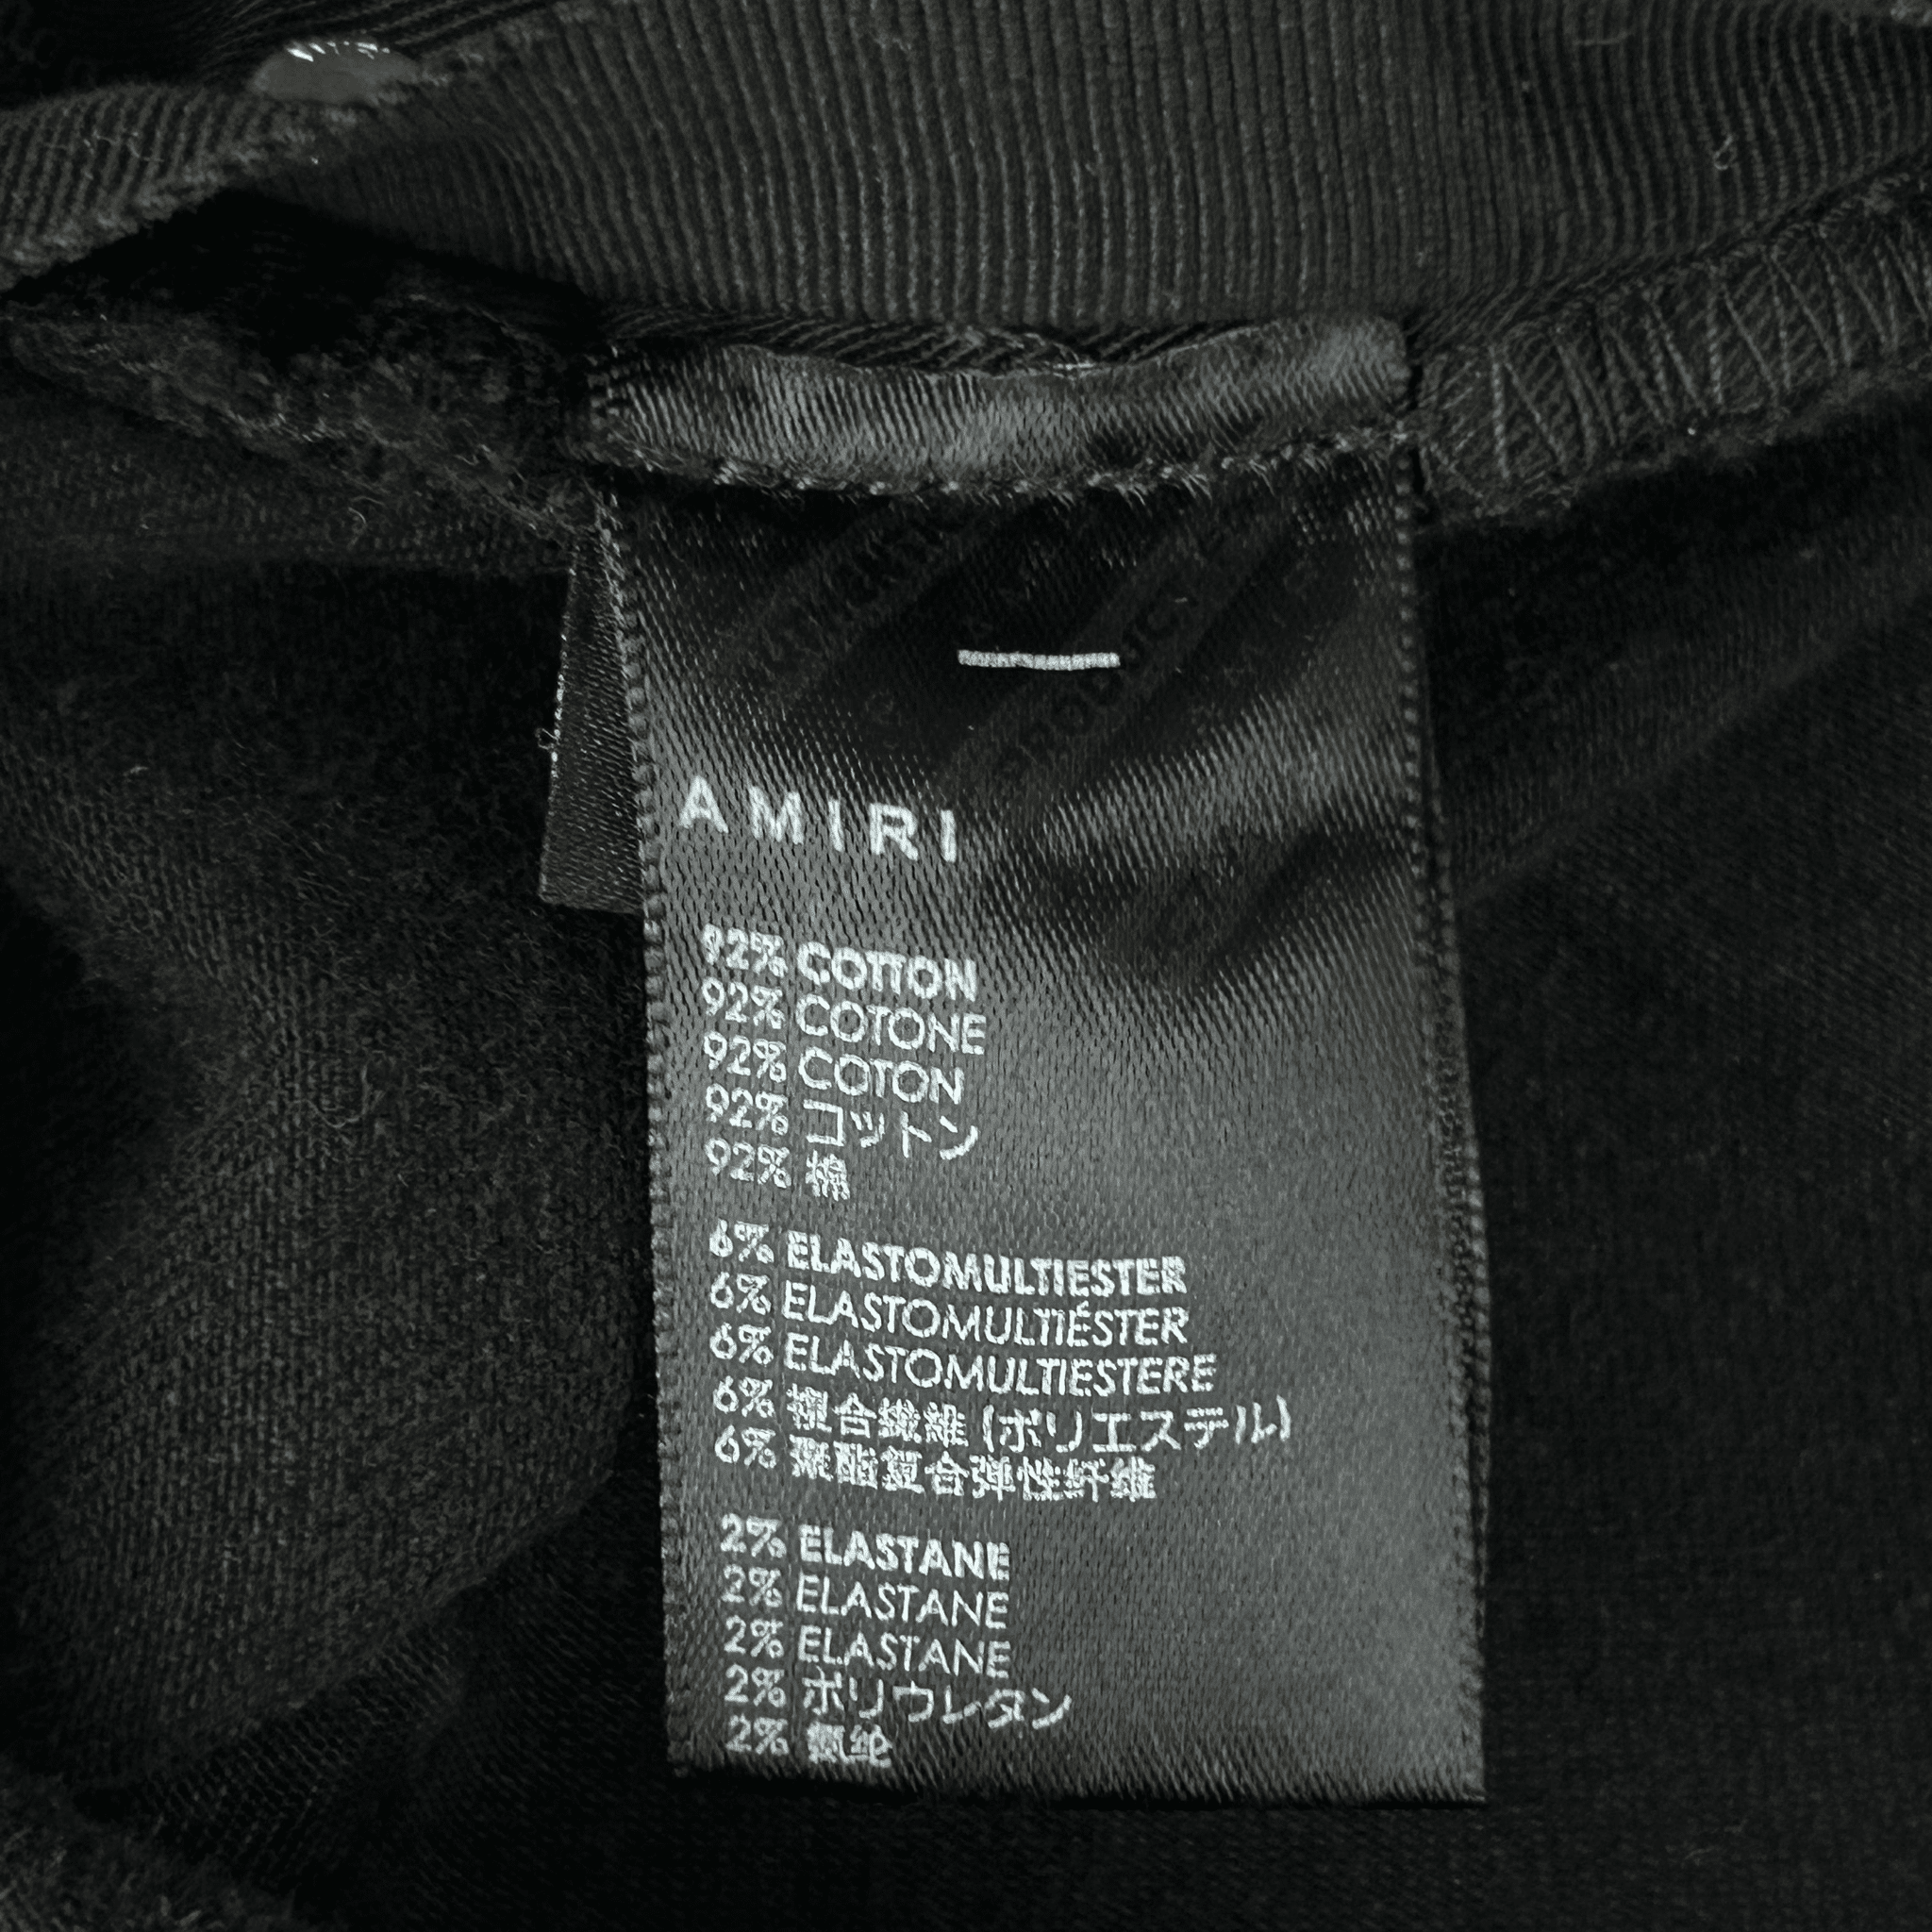 AMIRI
92% COTTON
92% COTONE
92% COTON
92% コットン
92% 棉
6% ELASTOMULTIESTER
6% ELASTOMULTIÉSTER
6% ELASTOMULTIESTERE
6% 複合繊維 (ポリエステル)
6% 聚酯复合弹性纤维
2% ELASTANE
2% ELASTANE
2% ELASTANE
2% ポリウレタン
2% 氨纶